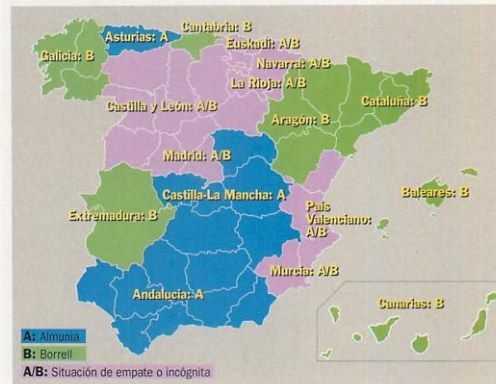 Cantabria: B
Asturias: A
Euskadi: A/B
Galicia: B
Navarra: A/B
La Rioja: A/B
Castilla y León: A/B
Cataluña: B
Aragón: B
Madrid: A/B
Castilla-La Mancha: A
Baleares: B
Extremadura: B
País
Valenciano:
A/B
Murcia: A/B
Andalucía: A
Canarias: B
A: Almunia
B: Borrell
A/B: Situación de empate o incógnita